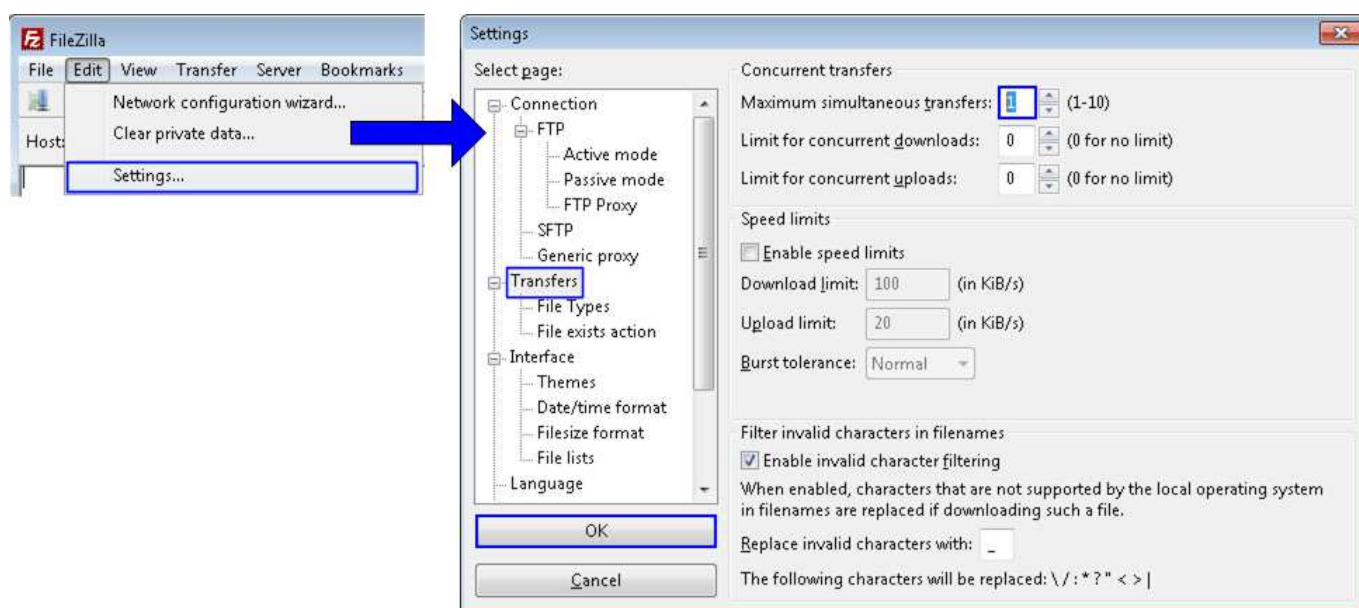 FileZilla
File Edit View Transfer Server Bookmarks
Network configuration wizard...
Clear private data...
Host:
Settings...
Settings
Select page:
Connection
FTP
Active mode
Passive mode
FTP Proxy
SFTP
Generic proxy
Transfers
File Types
File exists action
Interface
Themes
Date/time format
Filesize format
File lists
Language
OK
Cancel
Concurrent transfers
Maximum simultaneous transfers: 1 (1-10)
Limit for concurrent downloads: 0 (0 for no limit)
Limit for concurrent uploads: 0 (0 for no limit)
Speed limits
Enable speed limits
Download limit: 100 (in KiB/s)
Upload limit: 20 (in KiB/s)
Burst tolerance: Normal
Filter invalid characters in filenames
Enable invalid character filtering
When enabled, characters that are not supported by the local operating system
in filenames are replaced if downloading such a file.
Replace invalid characters with: _
The following characters will be replaced: \ / : * ? " < > |